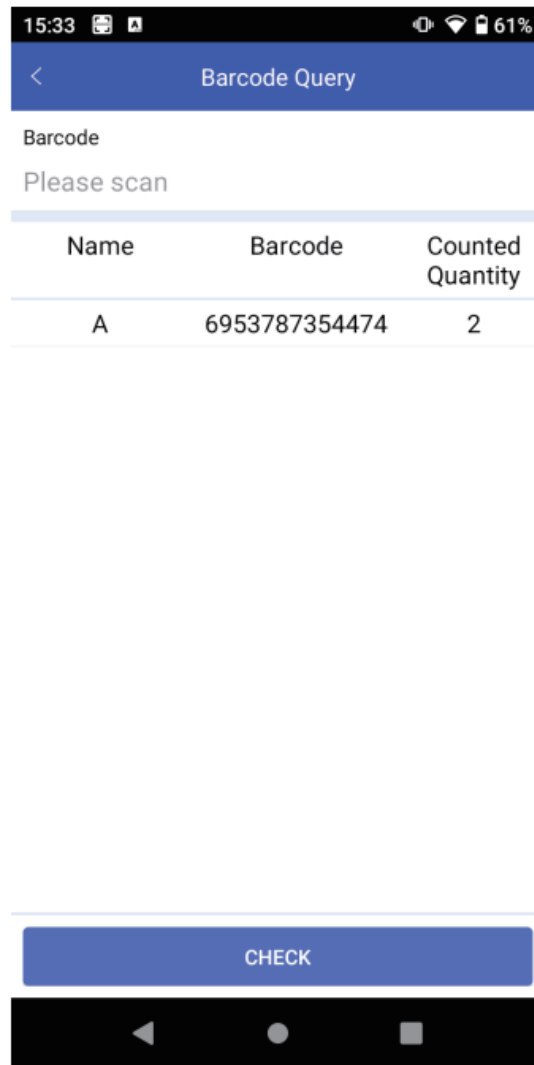 15:33 A 61%
Barcode Query
Barcode
Please scan
Name Barcode Counted Quantity
A 6953787354474 2
CHECK